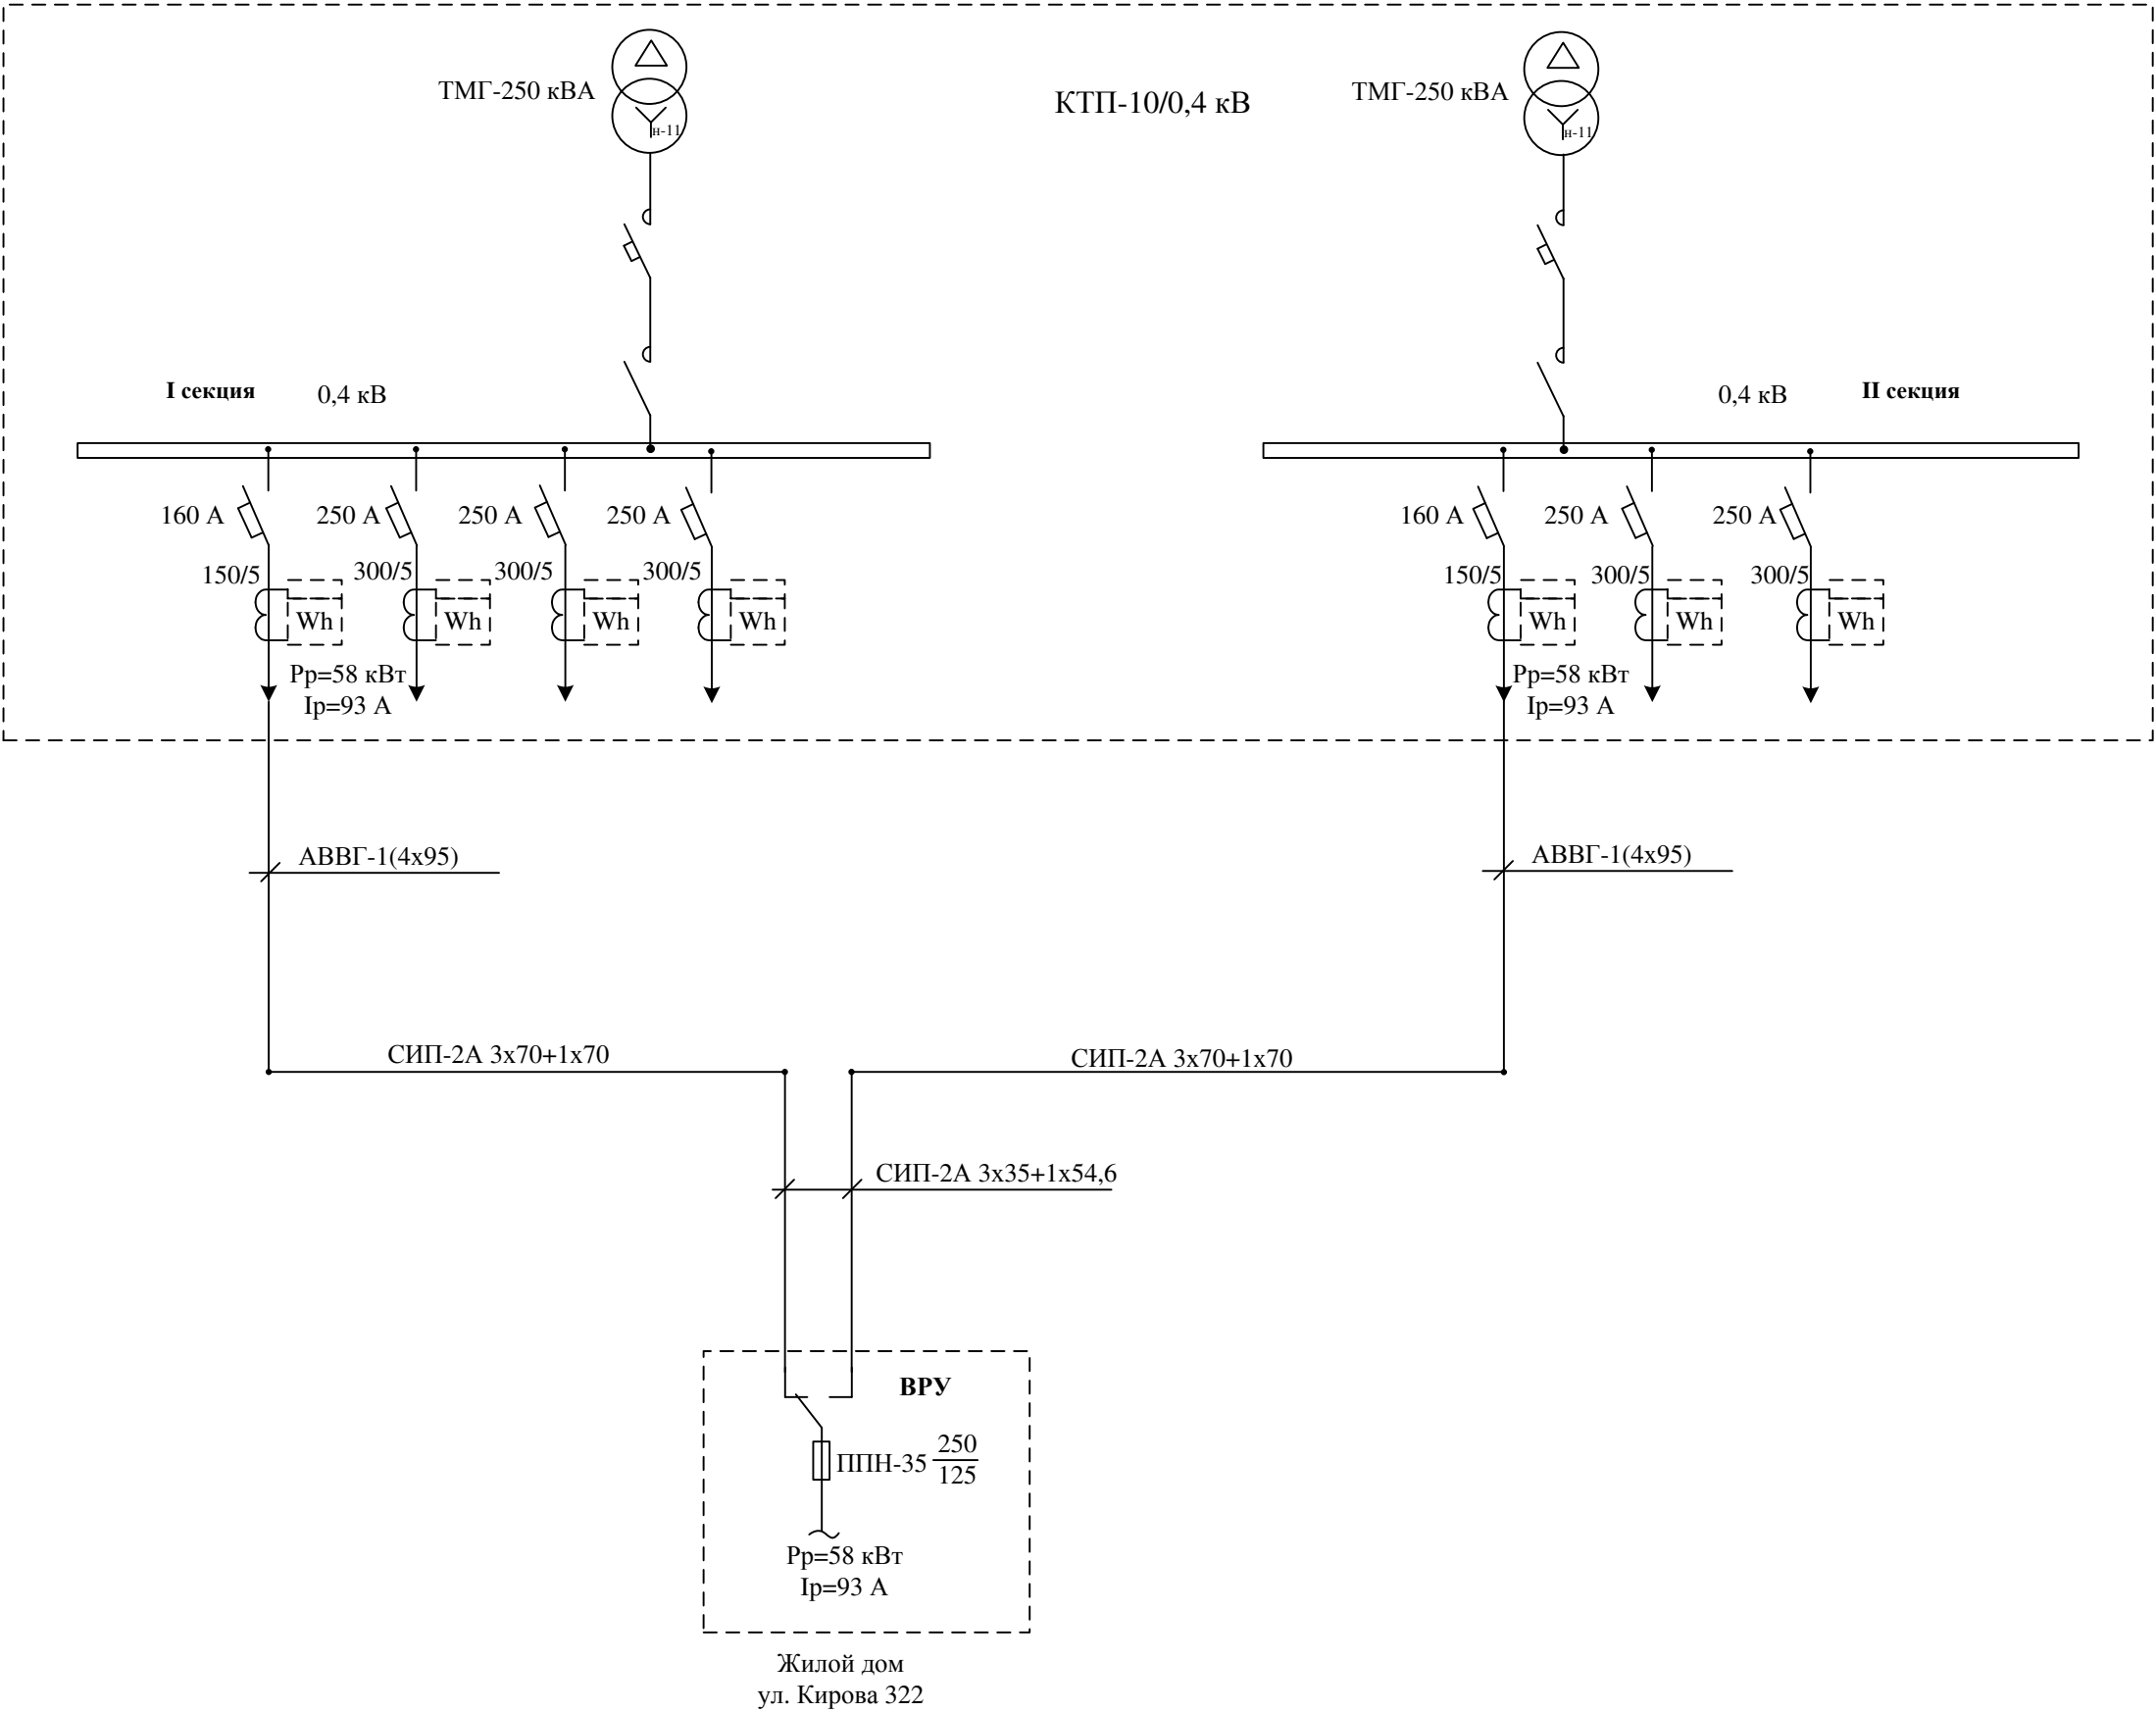 ТМГ-250 кВА
н-11
КТП-10/0,4 кВ
ТМГ-250 кВА
н-11
I секция
0,4 кВ
0,4 кВ
II секция
160 А
250 А
250 А
250 А
160 А
250 А
250 А
150/5
300/5
300/5
300/5
150/5
300/5
300/5
Wh
Wh
Wh
Wh
Wh
Wh
Wh
Рр=58 кВт
Iр=93 А
Рр=58 кВт
Iр=93 А
АВВГ-1(4х95)
АВВГ-1(4х95)
СИП-2А 3х70+1х70
СИП-2А 3х70+1х70
СИП-2А 3х35+1х54,6
ВРУ
ППН-35 250
125
Рр=58 кВт
Iр=93 А
Жилой дом
ул. Кирова 322